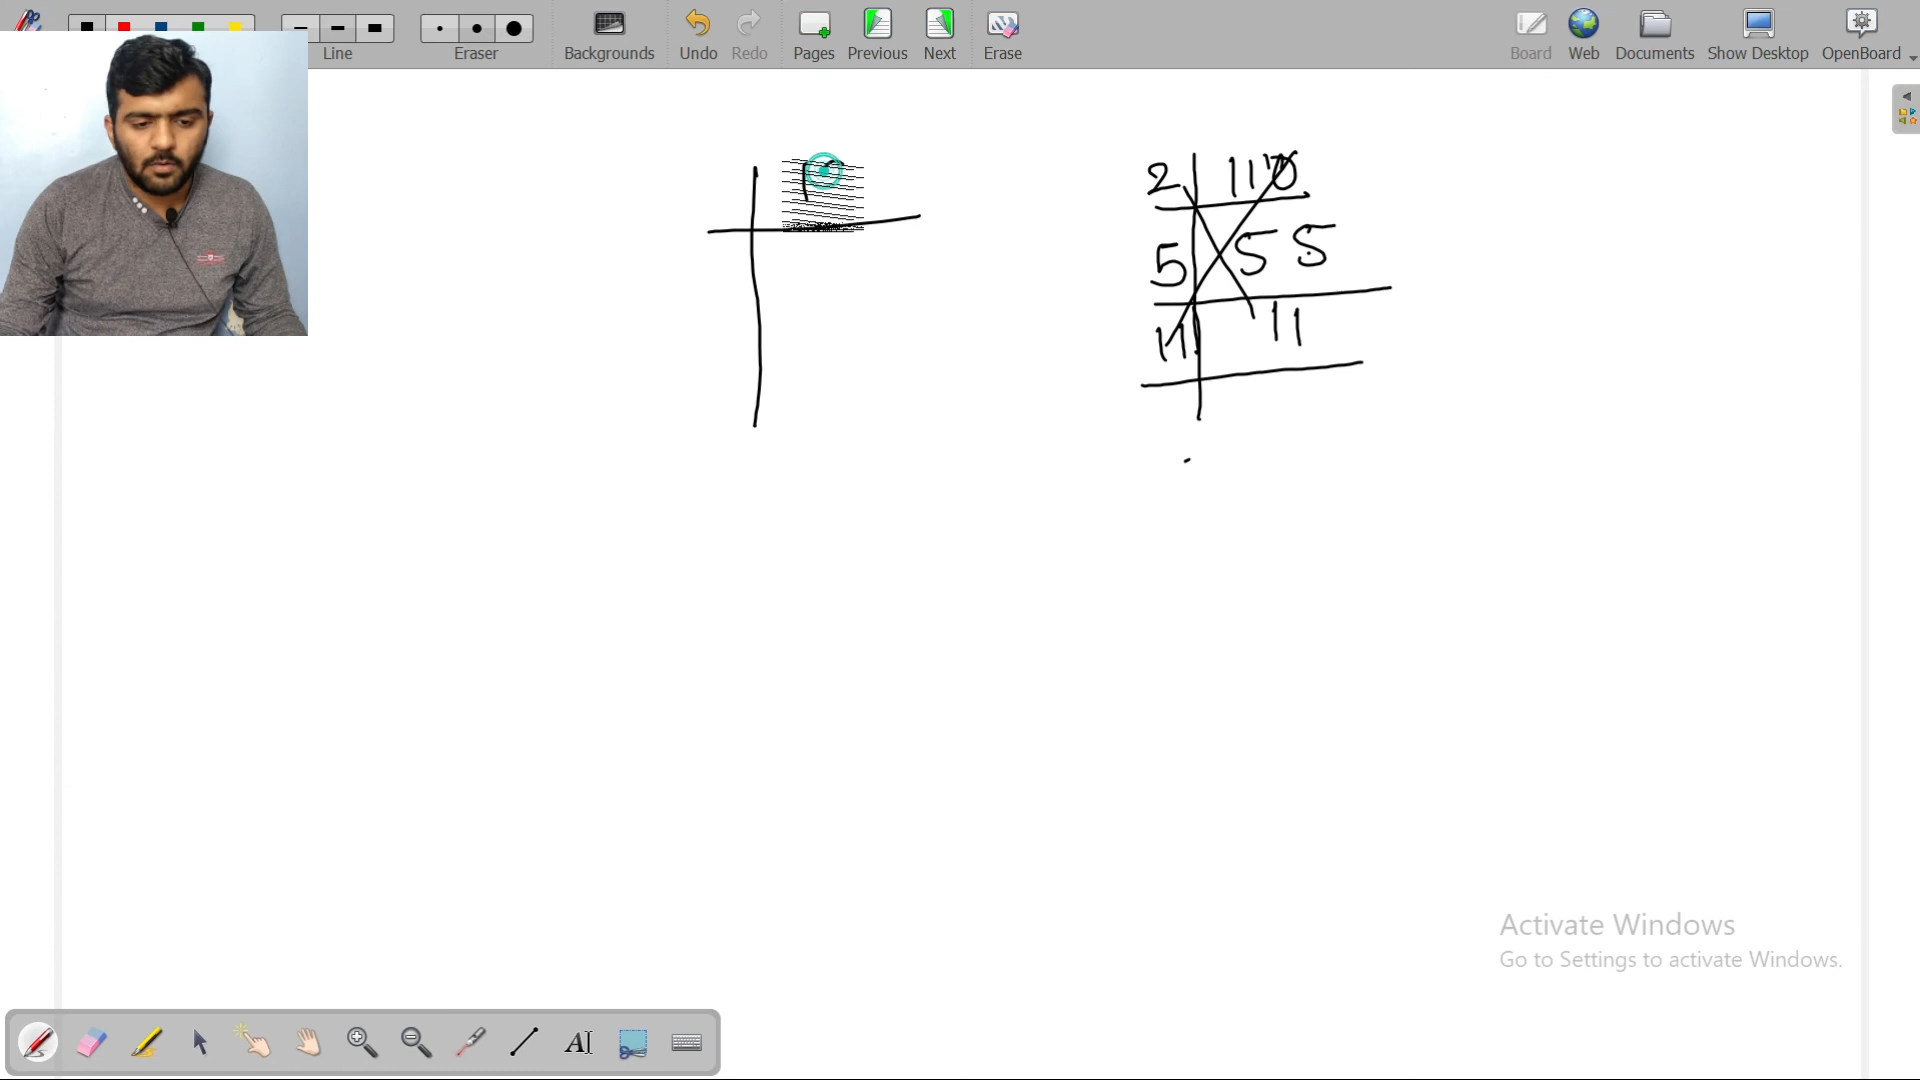 Line
Eraser
Backgrounds
Undo
Redo
Pages
Previous
Next
Erase
Board
Web
Documents
Show Desktop
OpenBoard
2 110
5 55
11 11
AI
Activate Windows
Go to Settings to activate Windows.